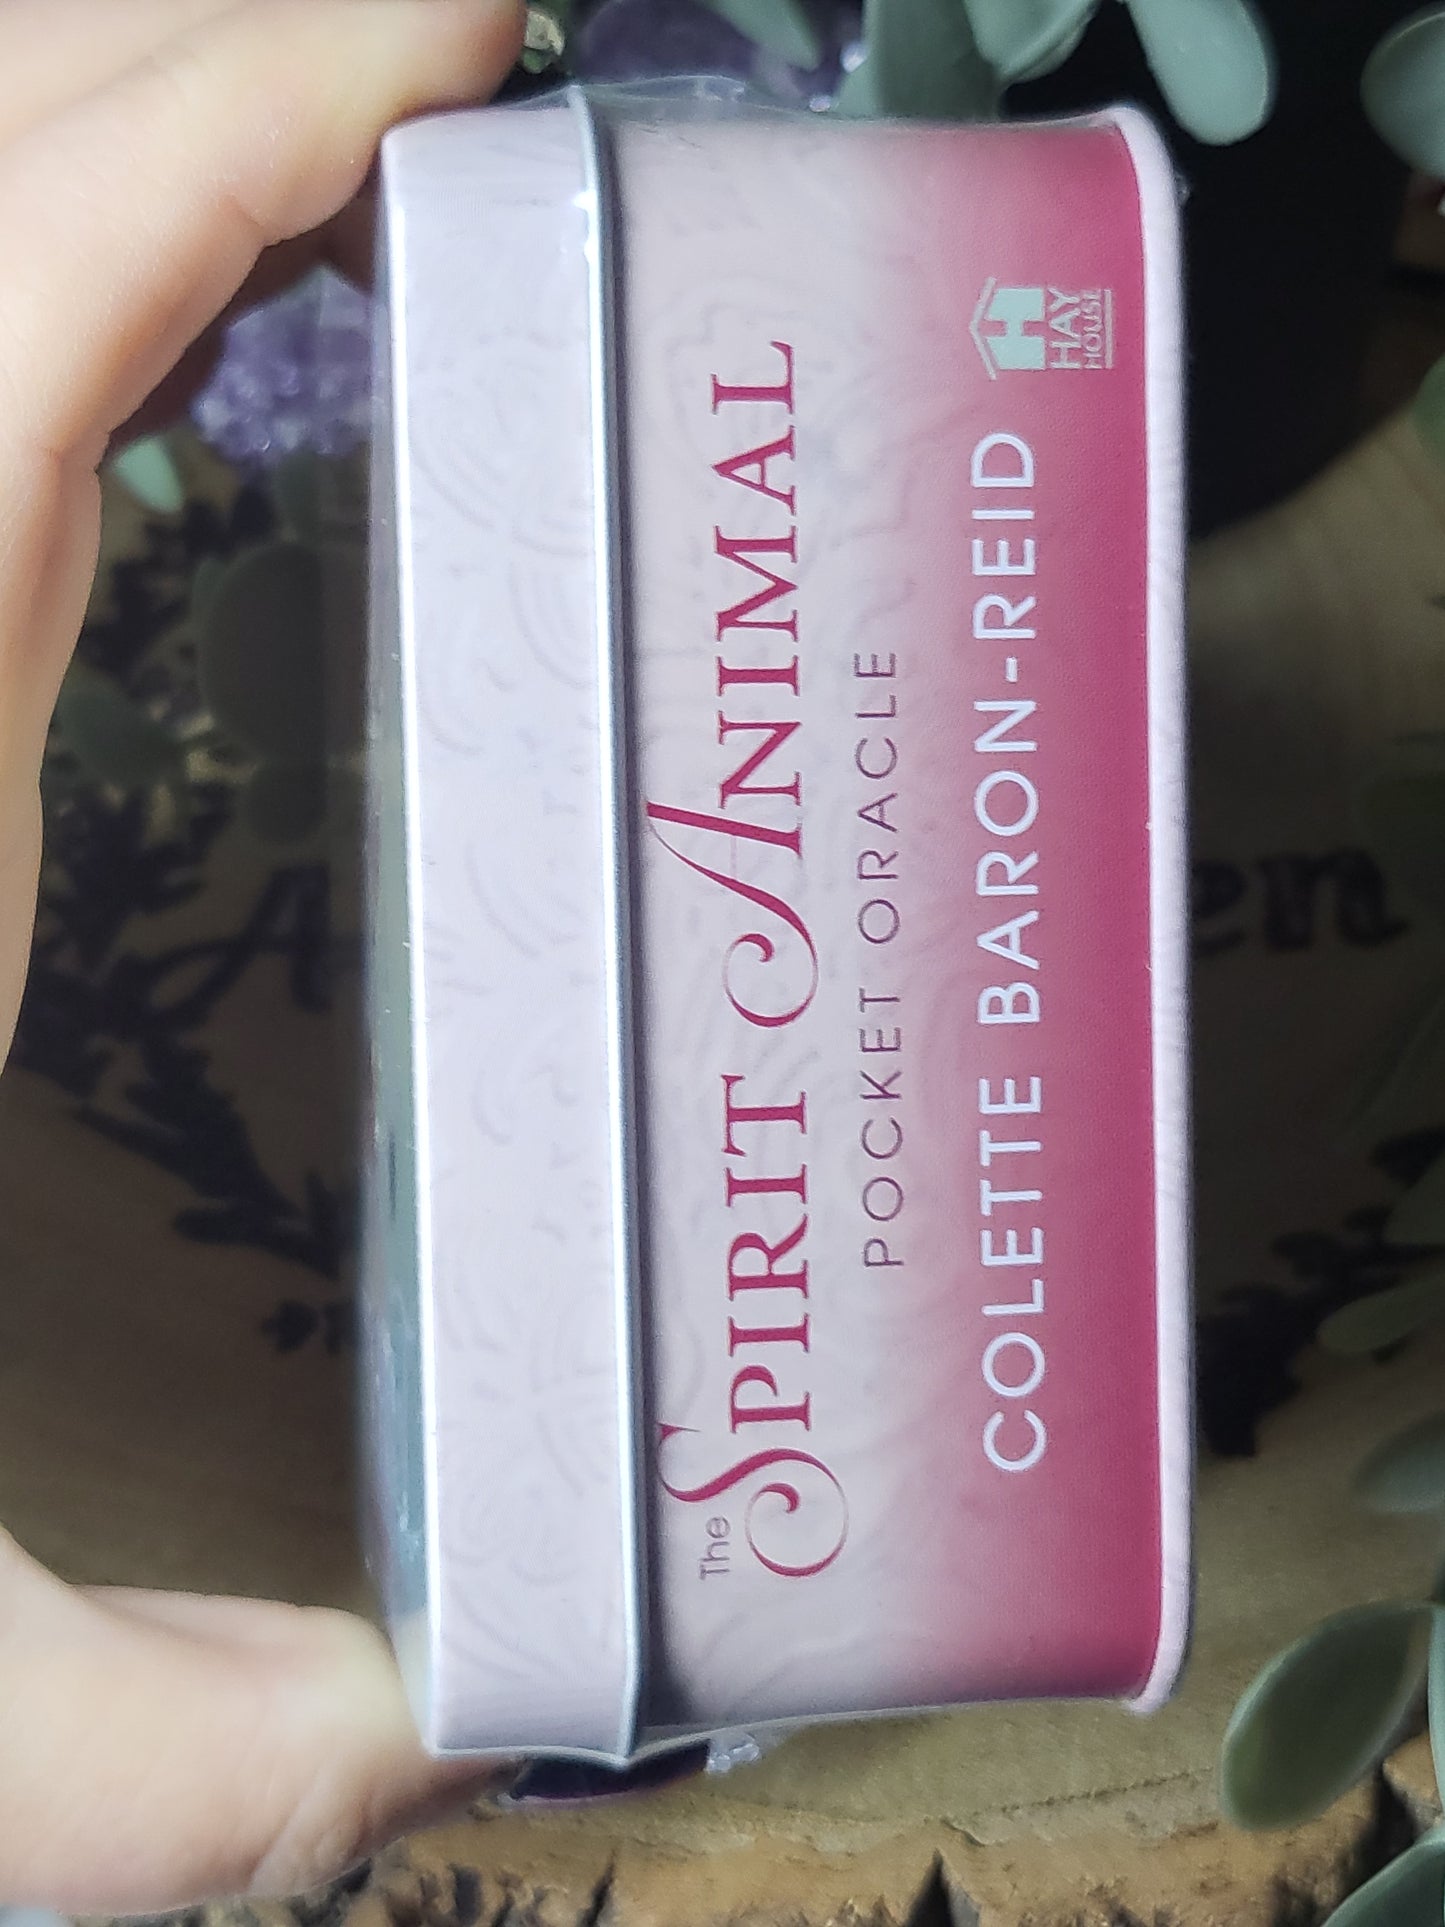 The
SPIRIT ANIMAL
POCKET ORACLE
COLETTE BARON-REID
HAY
HOUSE